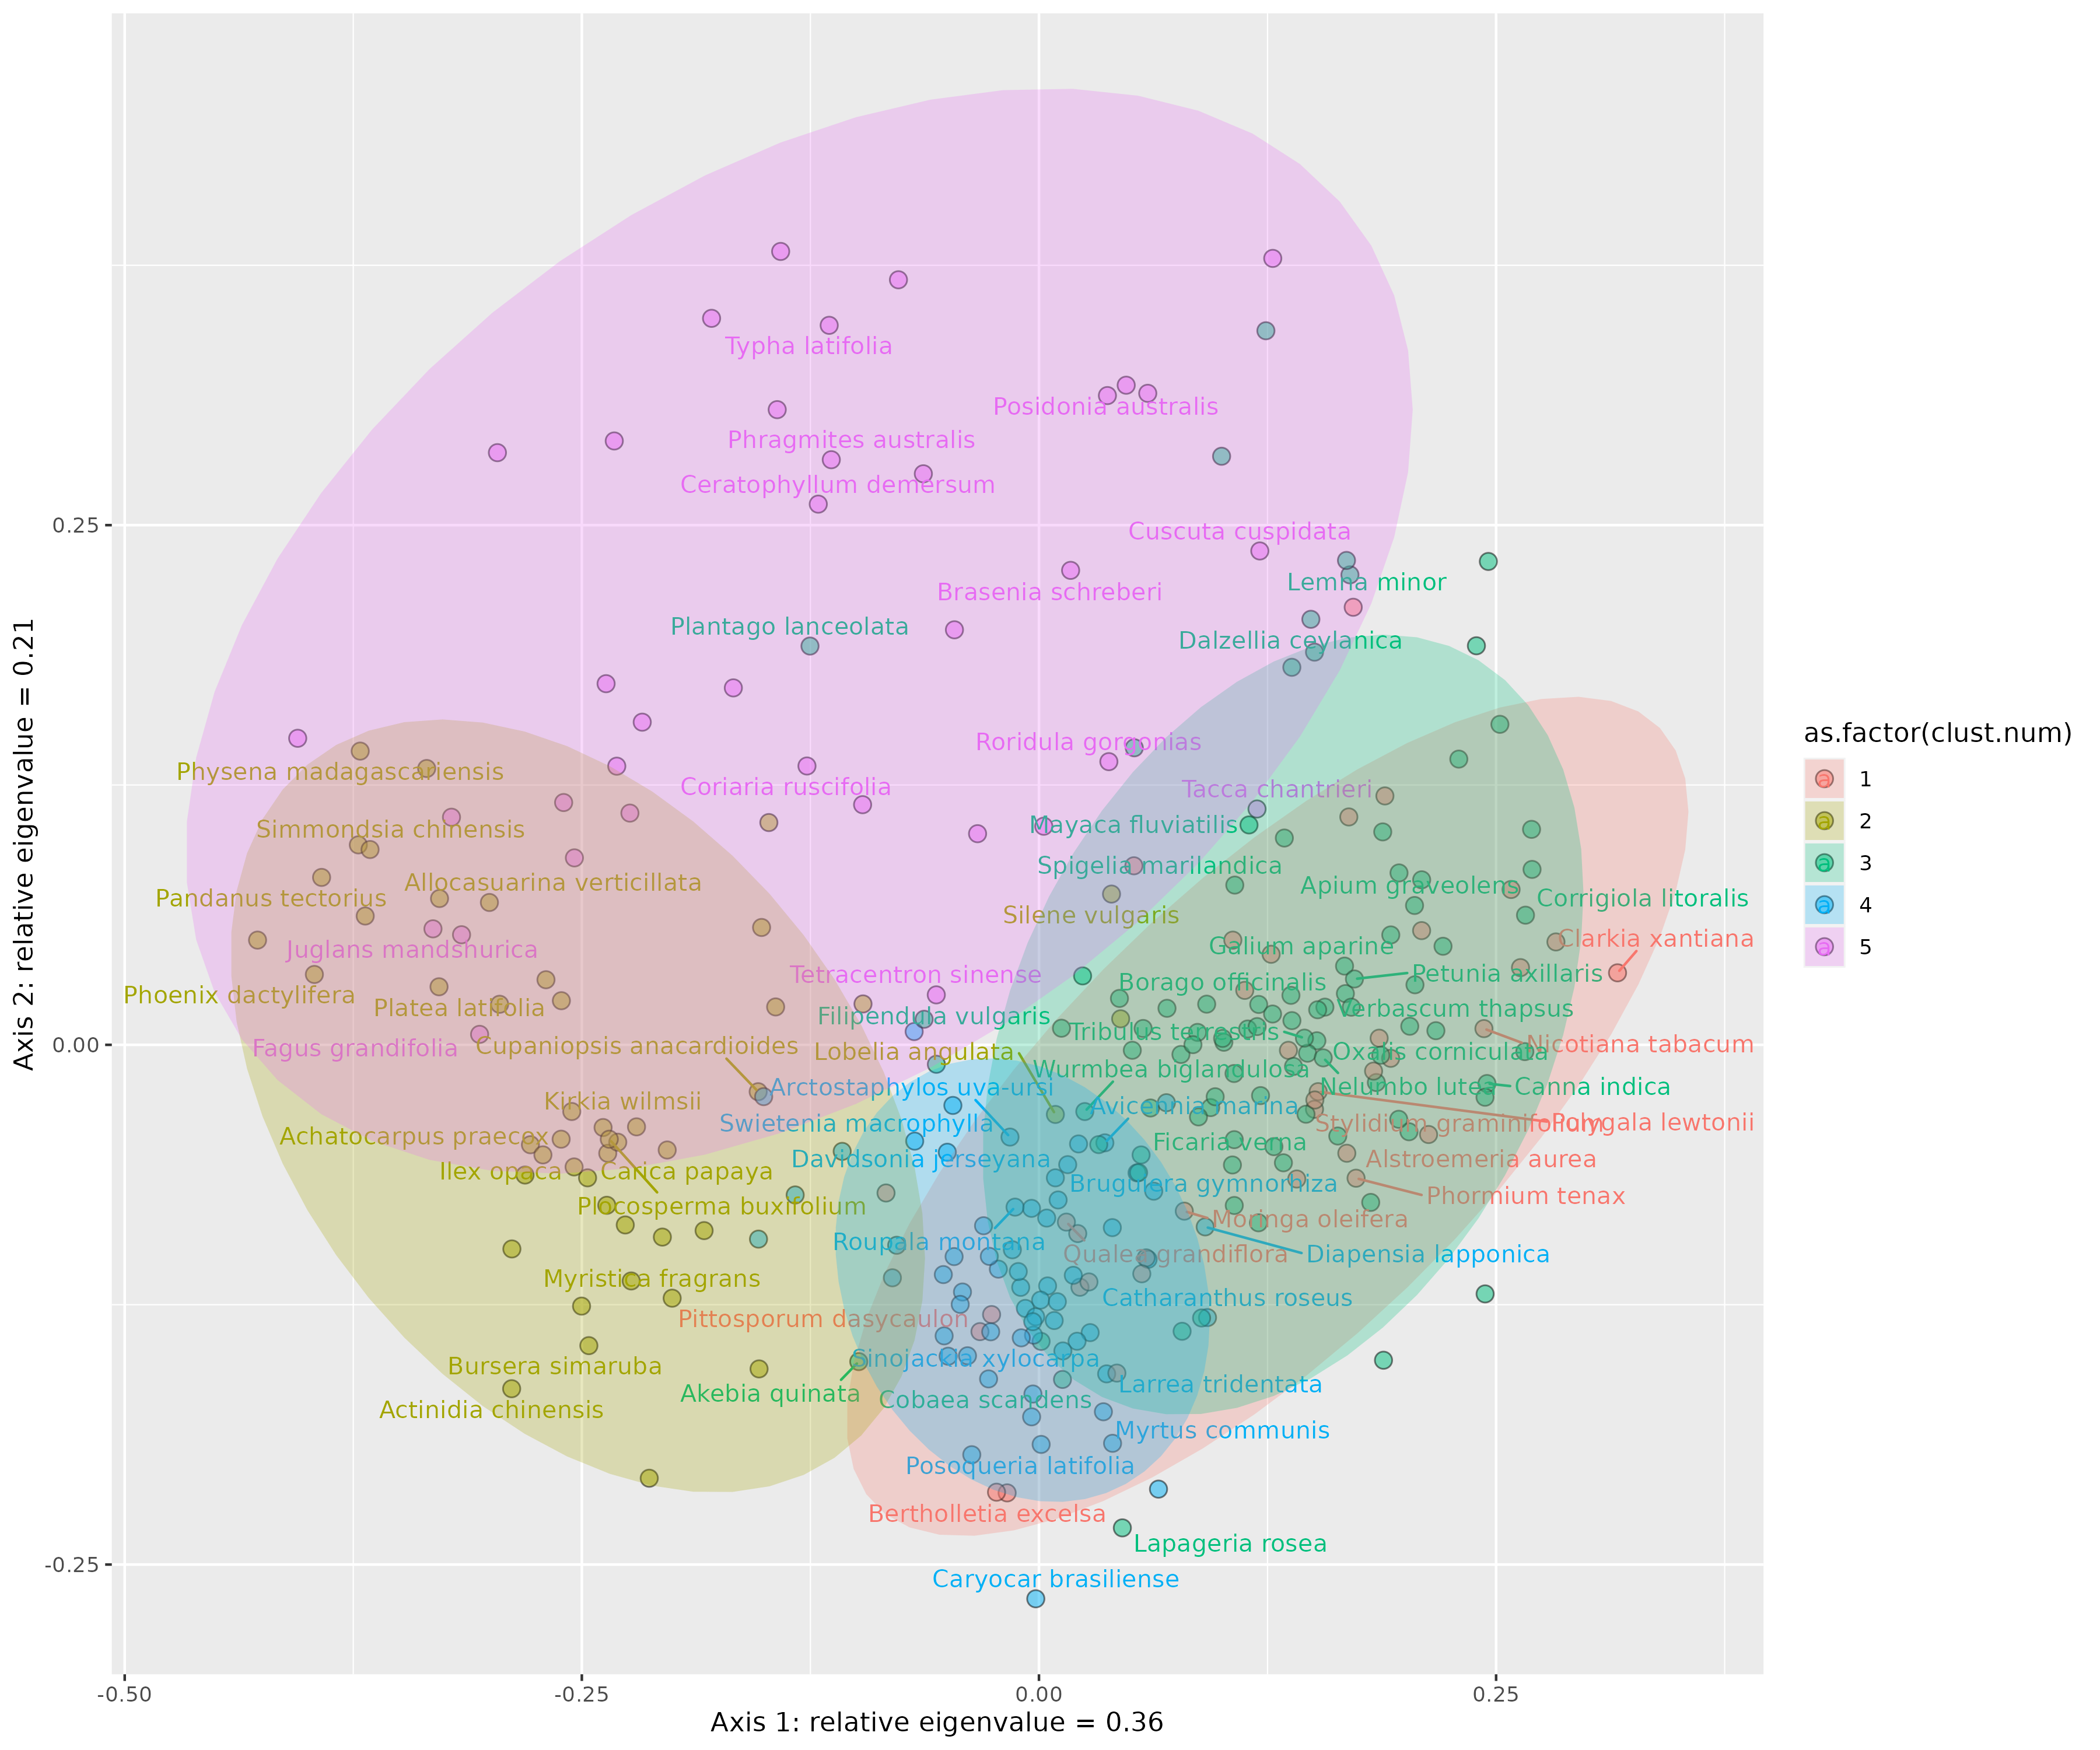 Typha latifolia
Posidonia australis
Phragmites australis
Ceratophyllum demersum
0.25
Cuscuta cuspidata
Lemna minor
Brasenia schreberi
Plantago lanceolata
Dalzellia ceylanica
Roridula gorgonias
Physena madagascariensis
Coriaria ruscifolia
Tacca chantrieri
Mayaca fluviatilis
Simmondsia chinensis
Spigelia marilandica
Allocasuarina verticillata
Apium graveolens
Pandanus tectorius
Corrigiola litoralis
Silene vulgaris
Clarkia xantiana
Juglans mandshurica
Galium aparine
Tetracentron sinense
Petunia axillaris
Borago officinalis
Phoenix dactylifera
Platea latifolia
Verbascum thapsus
Filipendula vulgaris
Tribulus terrestris
0.00
Fagus grandifolia
Cupaniopsis anacardioides
Nicotiana tabacum
Lobelia angulata
Oxalis corniculata
Wurmbea biglandulosa
Arctostaphylos uva-ursi
Nelumbo lutea
Canna indica
Kirkia wilmsii
Avicennia marina
Swietenia macrophylla
Stylidium graminifolium
Polygala lewtonii
Achatocarpus praecox
Ficaria verna
Davidsonia jerseyana
Alstroemeria aurea
Ilex opaca
Carica papaya
Bruguiera gymnorhiza
Phormium tenax
Placosperma buxifolium
Moringa oleifera
Roupala montana
Qualea grandiflora
Diapensia lapponica
Myristica fragrans
Catharanthus roseus
Pittosporum dasycaulon
Sinojackia xylocarpa
Bursera simaruba
Larrea tridentata
Akebia quinata
Cobaea scandens
Actinidia chinensis
Myrtus communis
Posoqueria latifolia
Bertholletia excelsa
Lapageria rosea
-0.25
Caryocar brasiliense
-0.50
-0.25
0.00
0.25
Axis 1: relative eigenvalue = 0.36
Axis 2: relative eigenvalue = 0.21
as.factor(clust.num)
a 1
a 2
a 3
a 4
a 5